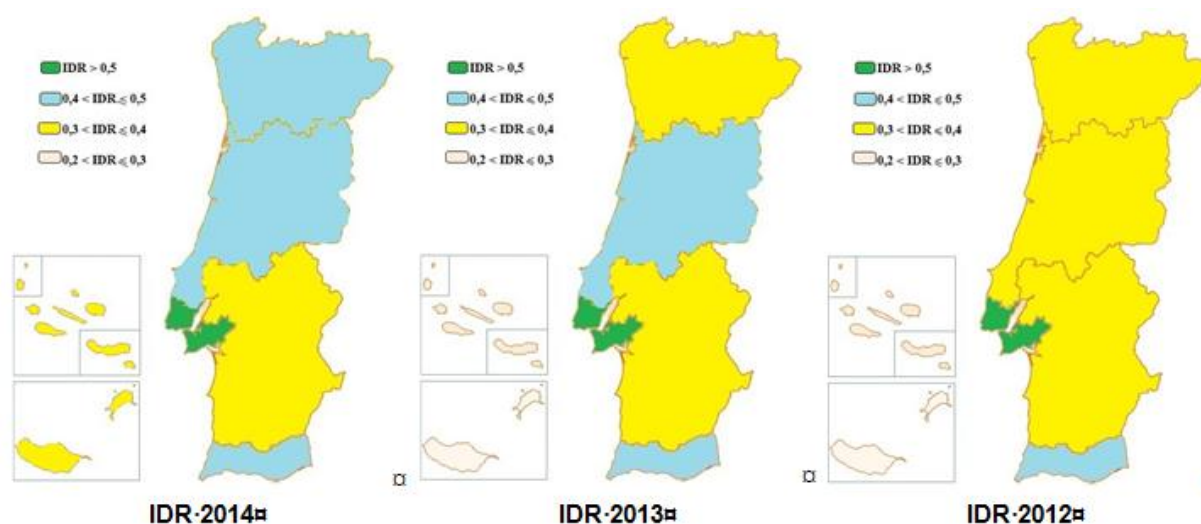 IDR > 0,5
0,4 < IDR ⩽ 0,5
0,3 < IDR ⩽ 0,4
0,2 < IDR ⩽ 0,3
¤
IDR·2014¤
IDR > 0,5
0,4 < IDR ⩽ 0,5
0,3 < IDR ⩽ 0,4
0,2 < IDR ⩽ 0,3
¤
IDR·2013¤
IDR > 0,5
0,4 < IDR ⩽ 0,5
0,3 < IDR ⩽ 0,4
0,2 < IDR ⩽ 0,3
IDR·2012¤